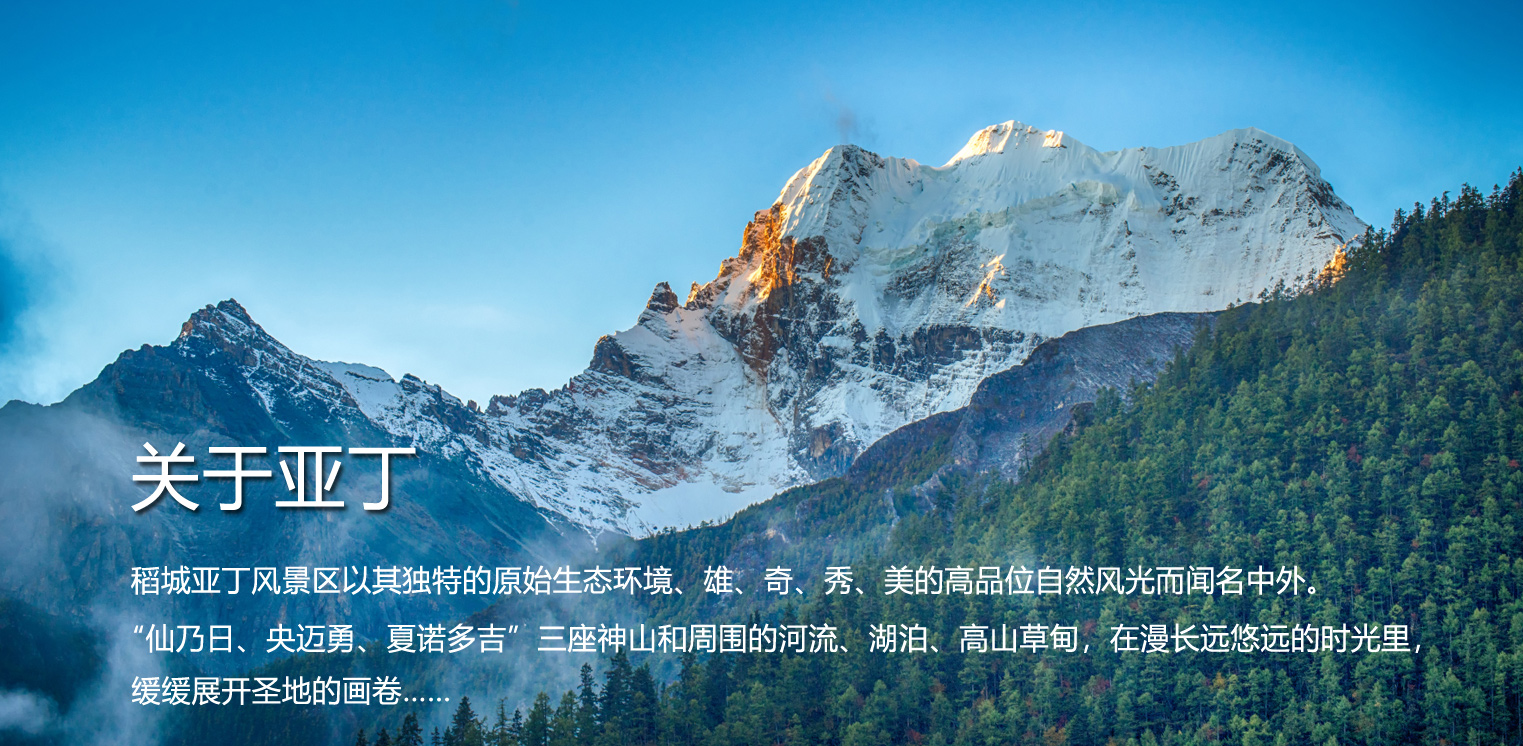 关于亚丁
稻城亚丁风景区以其独特的原始生态环境、雄、奇、秀、美的高品位自然风光而闻名中外。
“仙乃日、央迈勇、夏诺多吉”三座神山和周围的河流、湖泊、高山草甸，在漫长远悠远的时光里，
缓缓展开圣地的画卷……